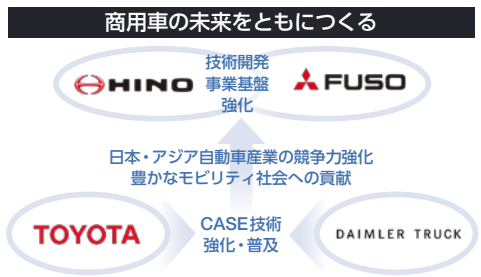 商用車の未来をともにつくる
HINO
技術開発
事業基盤
強化
FUSO
日本・アジア自動車産業の競争力強化
豊かなモビリティ社会への貢献
TOYOTA
CASE技術
強化・普及
DAIMLER TRUCK